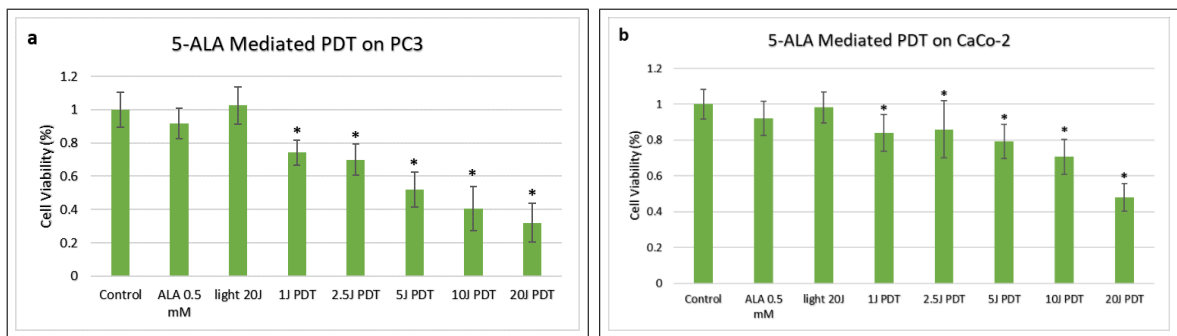 a
5-ALA Mediated PDT on PC3
Cell Viability (%)
1.2
1
0.8
0.6
0.4
0.2
0
* * * * *
Control ALA 0.5 mM light 20J 1J PDT 2.5J PDT 5J PDT 10J PDT 20J PDT
b
5-ALA Mediated PDT on CaCo-2
Cell Viability (%)
1.2
1
0.8
0.6
0.4
0.2
0
* * * * *
Control ALA 0.5 mM light 20J 1J PDT 2.5J PDT 5J PDT 10J PDT 20J PDT